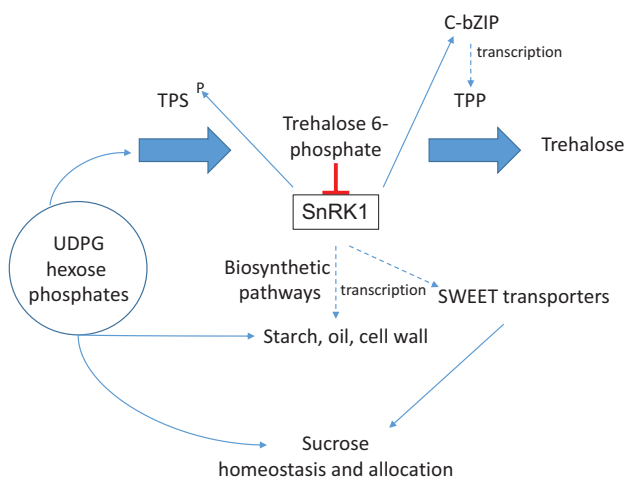 C-bZIP
transcription
TPS P
TPP
Trehalose 6-
phosphate
Trehalose
SnRK1
UDPG
hexose
phosphates
Biosynthetic
pathways
transcription
SWEET transporters
Starch, oil, cell wall
Sucrose
homeostasis and allocation